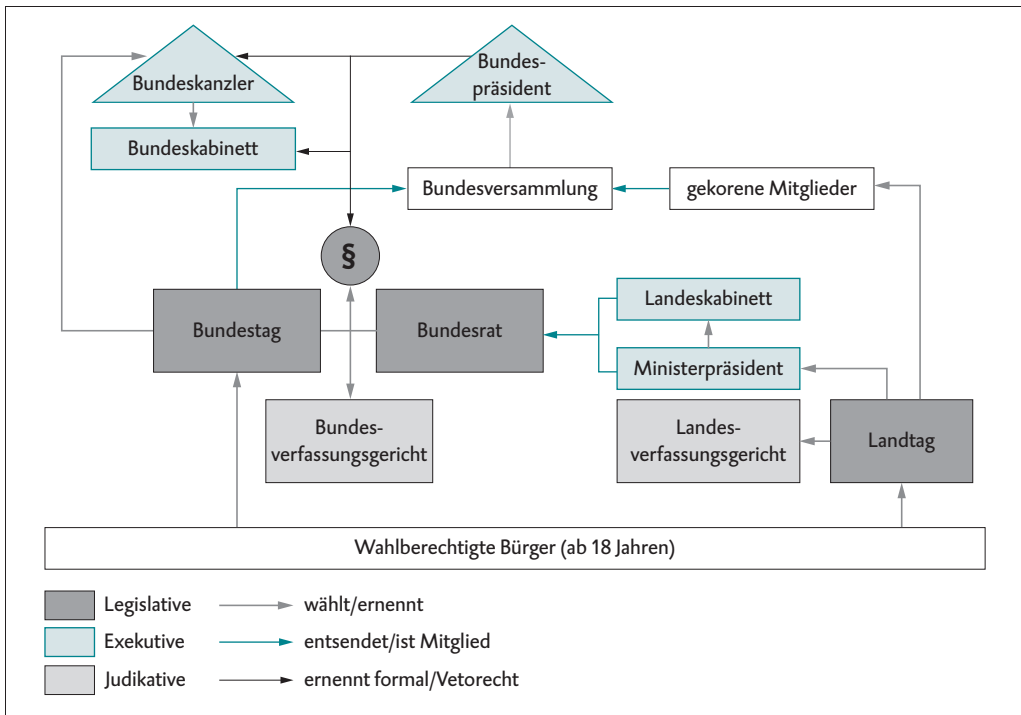 Bundeskanzler
Bundes-
präsident
Bundeskabinett
Bundesversammlung
gekorene Mitglieder
§
Landeskabinett
Bundestag
Bundesrat
Ministerpräsident
Bundes-
verfassungsgericht
Landes-
verfassungsgericht
Landtag
Wahlberechtigte Bürger (ab 18 Jahren)
Legislative
wählt/ernennt
Exekutive
entsendet/ist Mitglied
Judikative
ernennt formal/Vetorecht